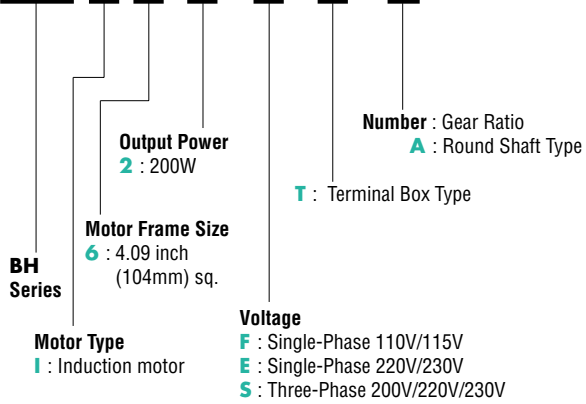 Number : Gear Ratio
A : Round Shaft Type
Output Power
2 : 200W
T : Terminal Box Type
Motor Frame Size
6 : 4.09 inch
(104mm) sq.
BH
Series
Voltage
F : Single-Phase 110V/115V
E : Single-Phase 220V/230V
S : Three-Phase 200V/220V/230V
Motor Type
I : Induction motor